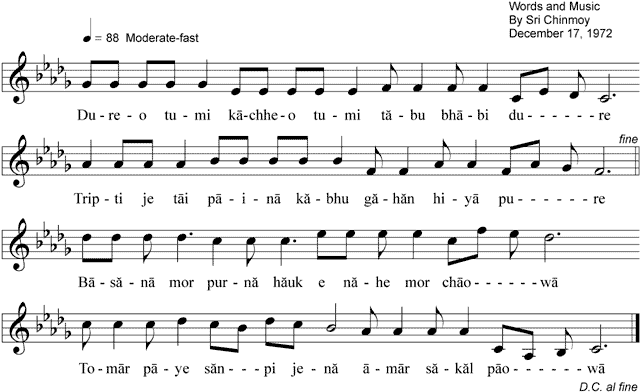 Words and Music
By Sri Chinmoy
December 17, 1972
♩ = 88 Moderate-fast
Du-re-o tu-mi kā-chhe-o tu-mi tă-bu bhā-bi du------re
fine
Trip-ti je tāi pā-i-nā kă-bhu gă-hăn hi-yā pu------re
Bā-să-nā mor pur-nă hăuk e nă-he mor chāo----wā
To-mār pā-ye săn--pi je-nă ā-mār să-kăl pāo----wā
D.C. al fine